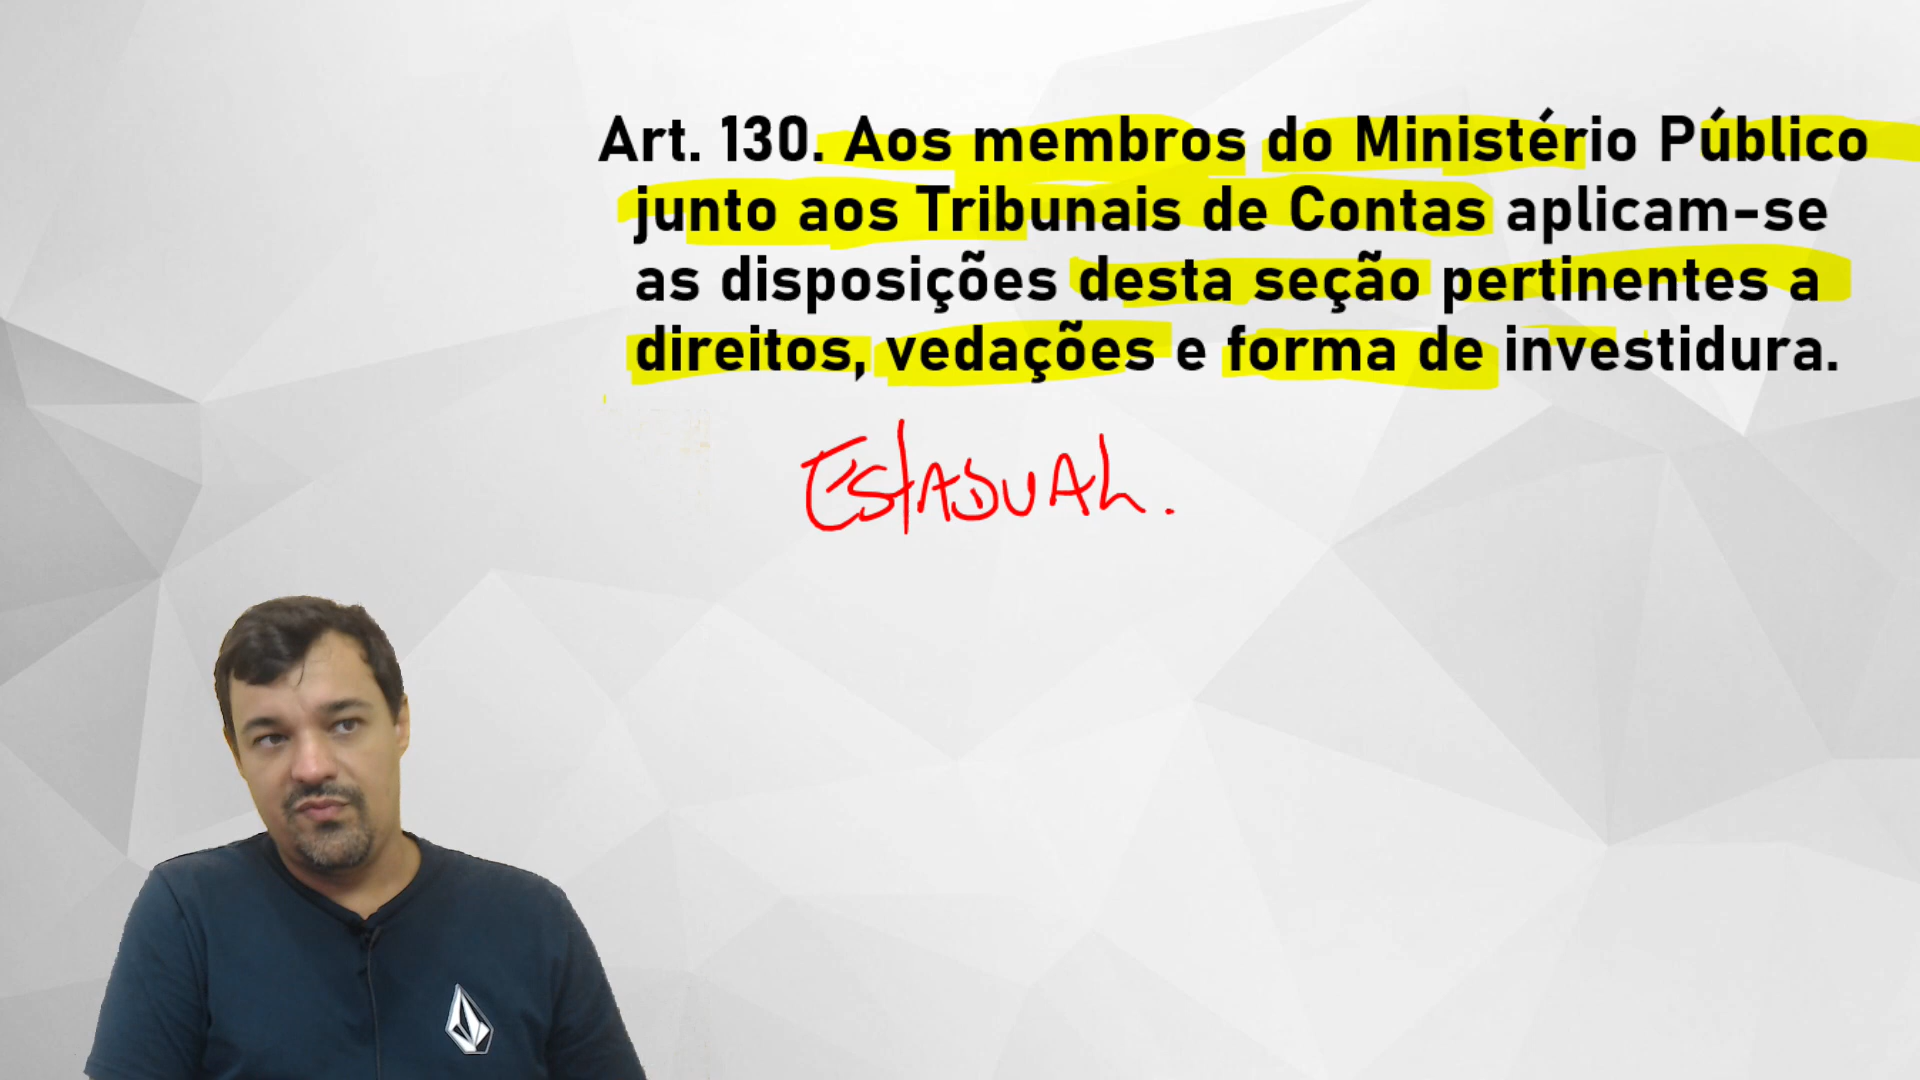 Art. 130. Aos membros do Ministério Público
junto aos Tribunais de Contas aplicam-se
as disposições desta seção pertinentes a
direitos, vedações e forma de investidura.
ESTADUAL.